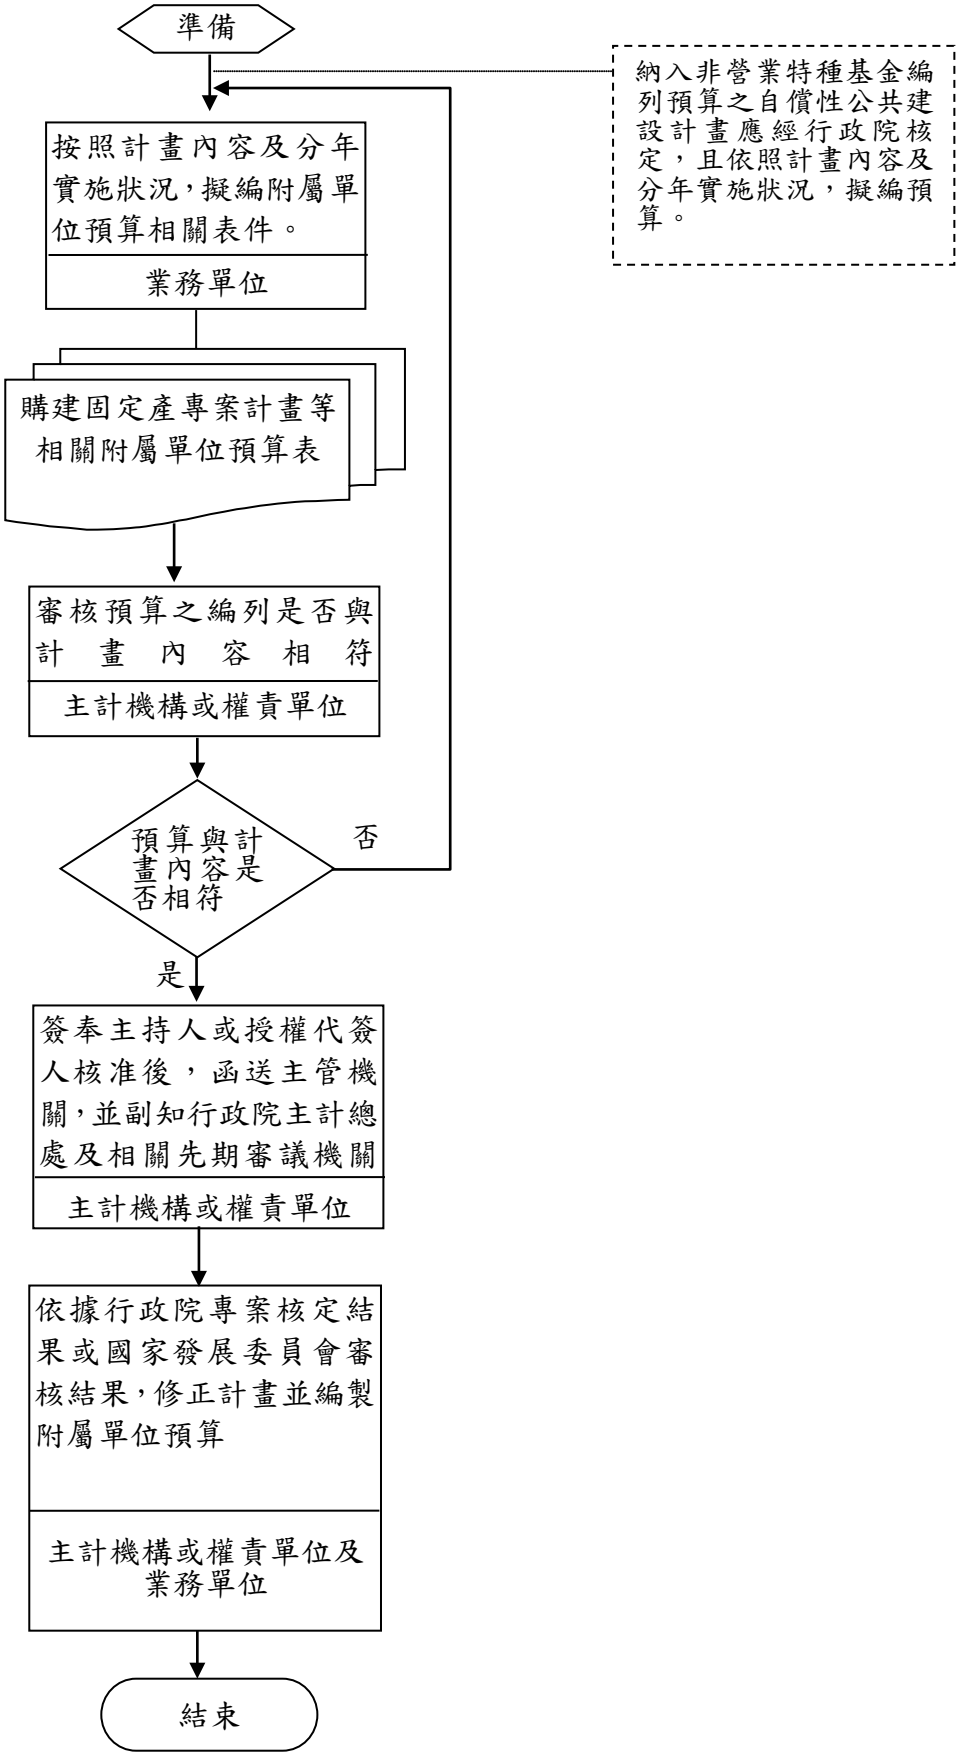 準備
納入非營業特種基金編
列預算之自償性公共建
設計畫應經行政院核
定，且依照計畫內容及
分年實施狀況，擬編預
算。
按照計畫內容及分年
實施狀況，擬編附屬單
位預算相關表件。
業務單位
購建固定產專案計畫等
相關附屬單位預算表
審核預算之編列是否與
計畫內容相符
主計機構或權責單位
預算與計
畫內容是
否相符
否
是
簽奉主持人或授權代簽
人核准後，函送主管機
關，並副知行政院主計總
處及相關先期審議機關
主計機構或權責單位
依據行政院專案核定結
果或國家發展委員會審
核結果，修正計畫並編製
附屬單位預算
主計機構或權責單位及
業務單位
結束